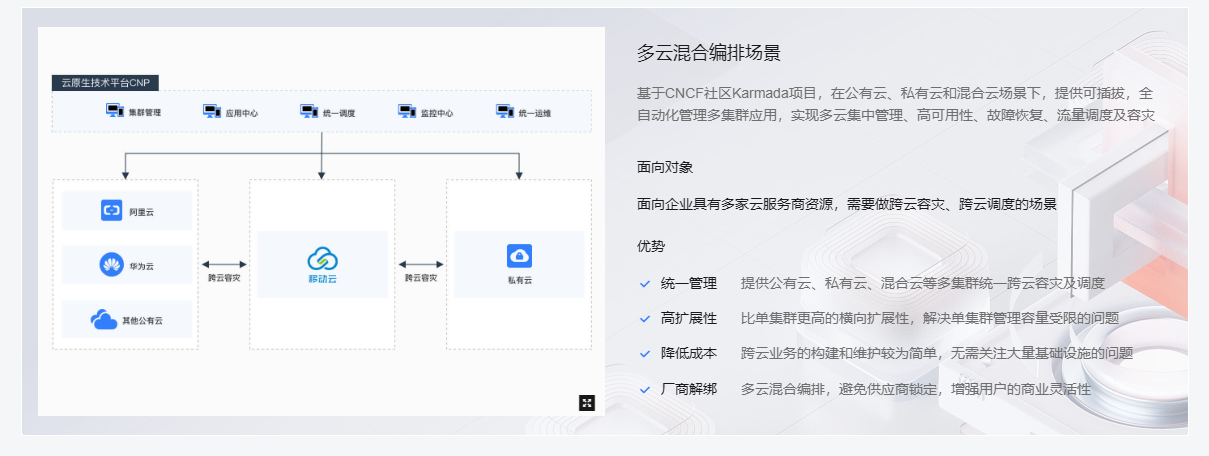 云原生技术平台CNP
集群管理
应用中心
统一调度
监控中心
统一运维
阿里云
华为云
其他公有云
跨云容灾
移动云
跨云容灾
私有云
多云混合编排场景
基于CNCF社区Karmada项目，在公有云、私有云和混合云场景下，提供可插拔，全
自动化管理多集群应用，实现多云集中管理、高可用性、故障恢复、流量调度及容灾
面向对象
面向企业具有多家云服务商资源，需要做跨云容灾、跨云调度的场景
优势
统一管理 提供公有云、私有云、混合云等多集群统一跨云容灾及调度
高扩展性 比单集群更高的横向扩展性，解决单集群管理容量受限的问题
降低成本 跨云业务的构建和维护较为简单，无需关注大量基础设施的问题
厂商解绑 多云混合编排，避免供应商锁定，增强用户的商业灵活性